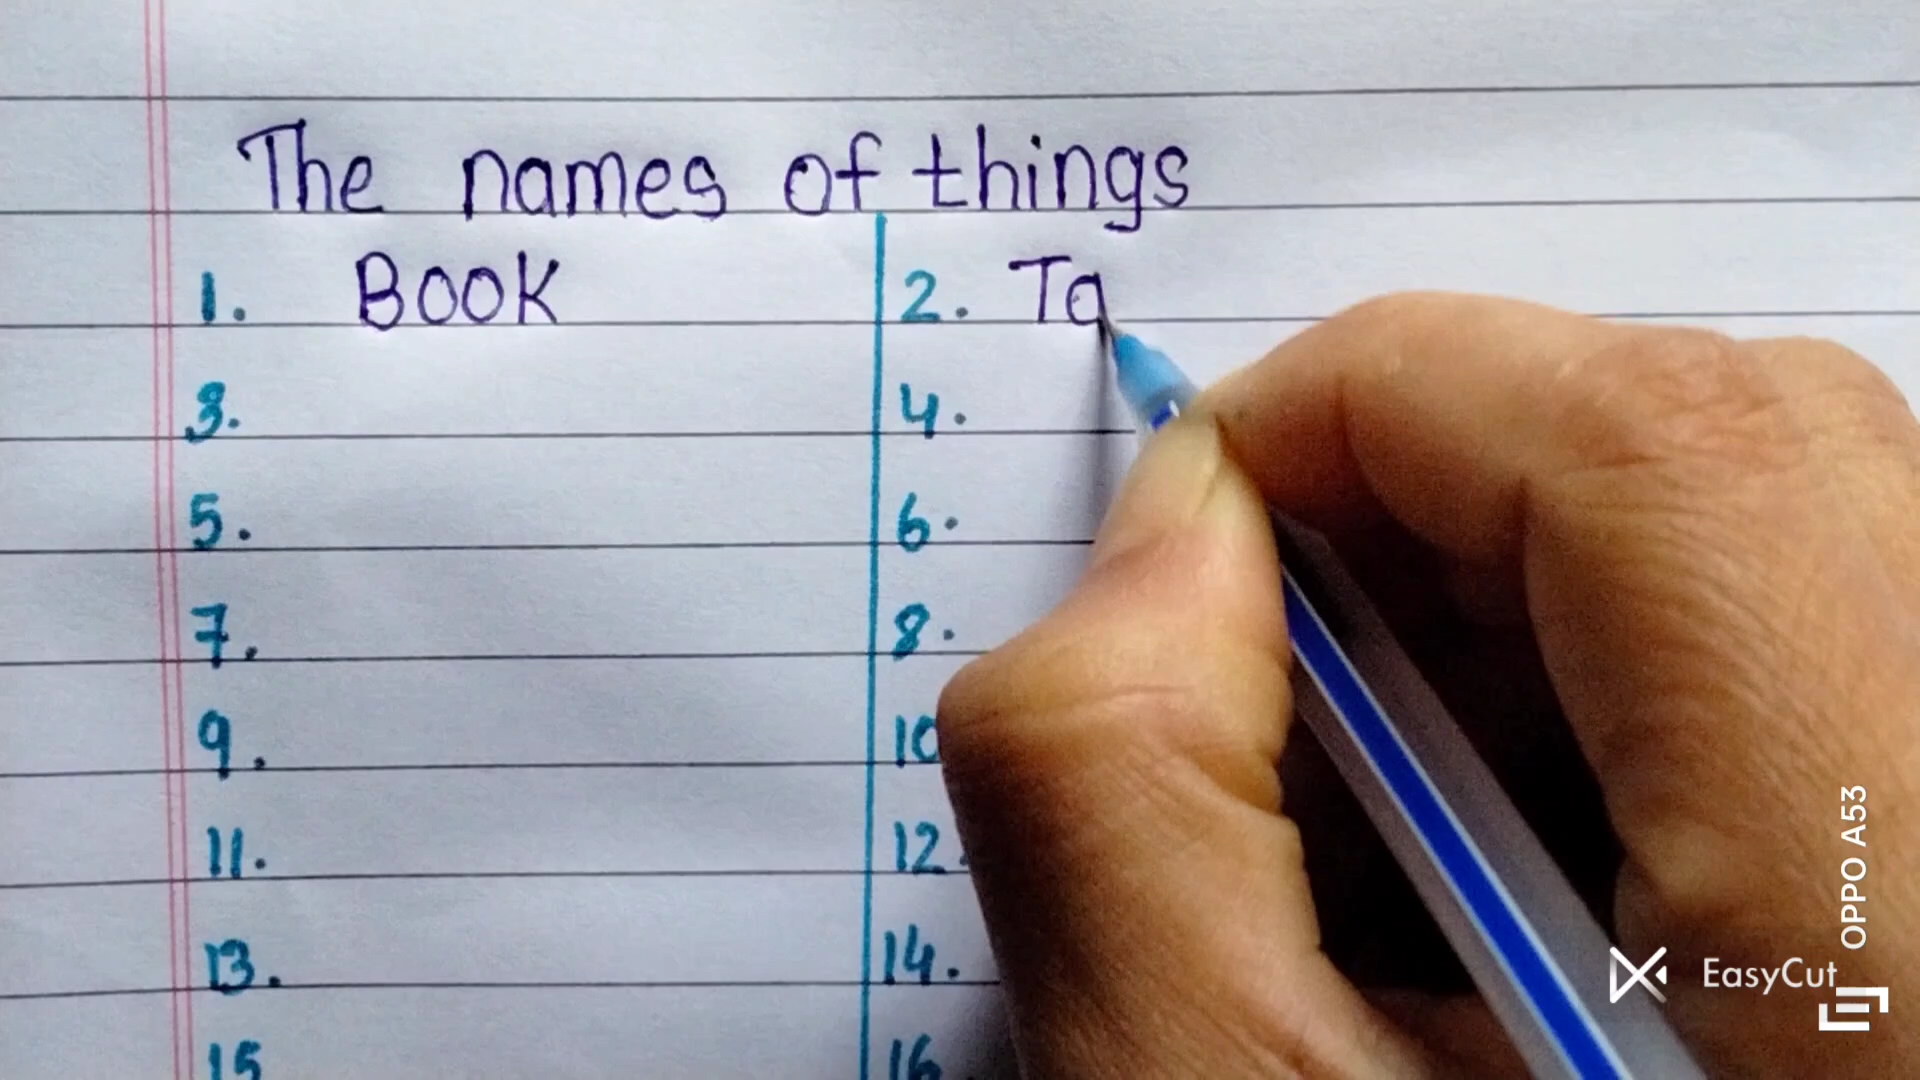 The names of things
1. Book 2. Ta
3. 4.
5. 6.
7. 8.
9. 10
11. 12.
13. 14.
15 16.
OPPO A53
EasyCut